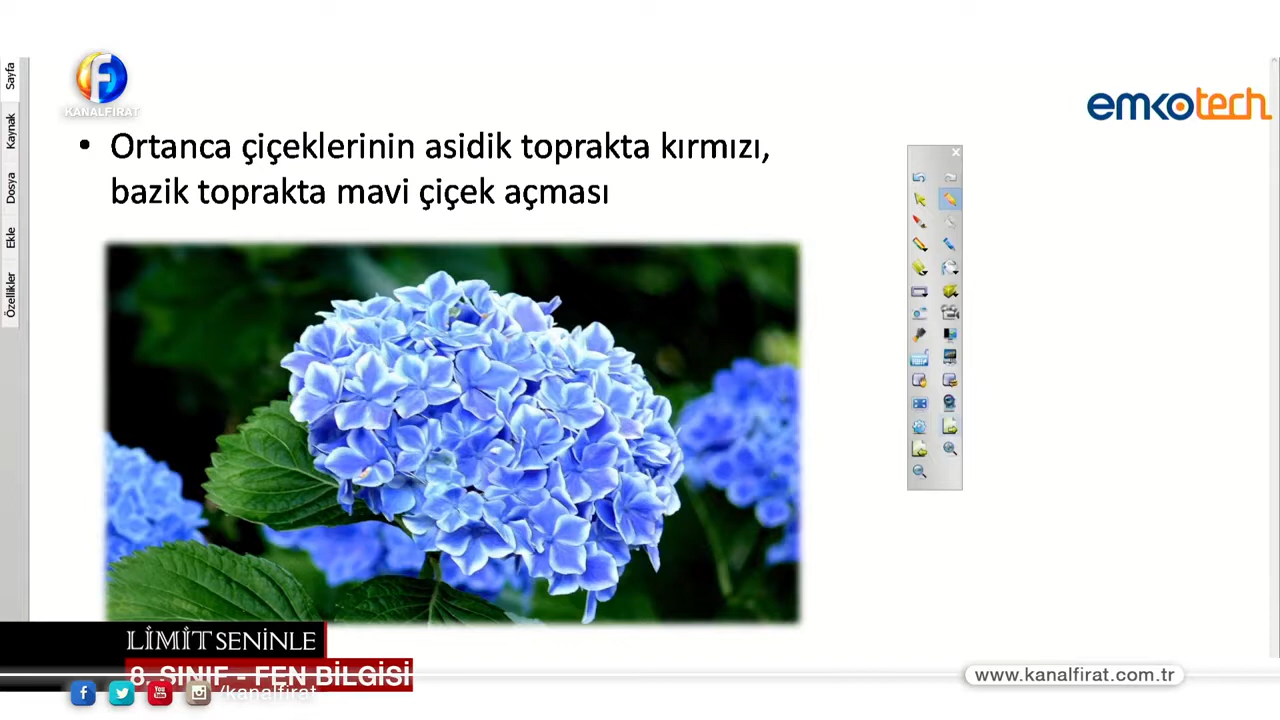 Sayfa
Kaynak
Dosya
Ekle
Özellikler
KANALFIRAT
emkotech
• Ortanca çiçeklerinin asidik toprakta kırmızı,
bazik toprakta mavi çiçek açması
LİMİT SENİNLE
8. SINIF - FEN BİLGİSİ
/kanalfirat
www.kanalfirat.com.tr